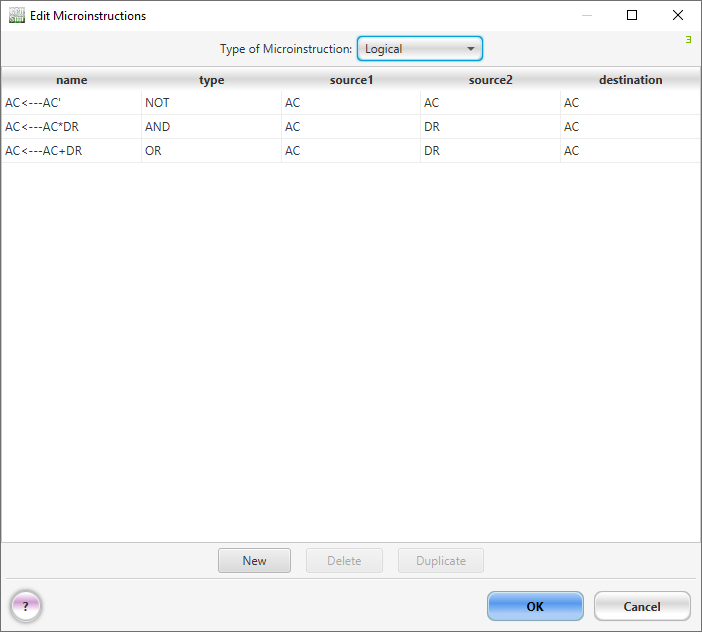 Edit Microinstructions
Type of Microinstruction: Logical
3
name type source1 source2 destination
AC<---AC' NOT AC AC AC
AC<---AC*DR AND AC DR AC
AC<---AC+DR OR AC DR AC
New Delete Duplicate
? OK Cancel